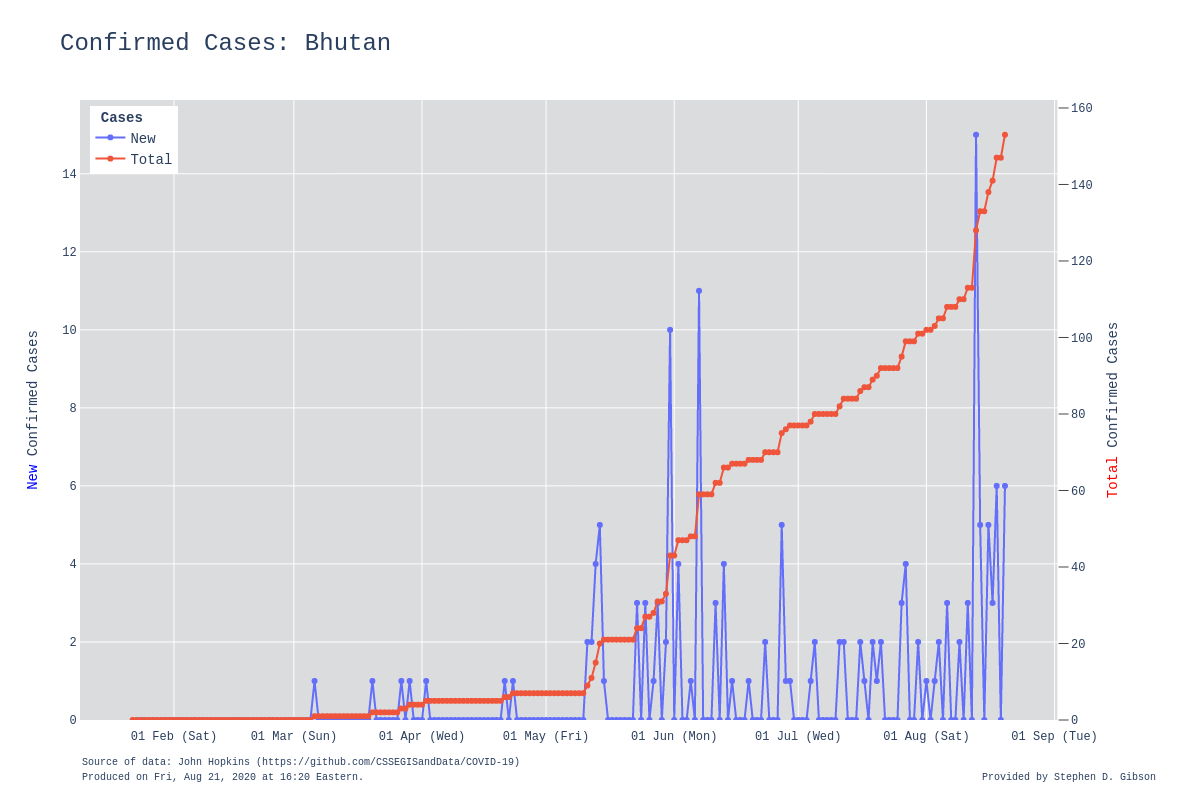 Confirmed Cases: Bhutan
Cases
New
Total
160
140
120
100
80
60
40
20
0
14
12
10
8
6
4
2
0
New Confirmed Cases
Total Confirmed Cases
01 Feb (Sat) 01 Mar (Sun) 01 Apr (Wed) 01 May (Fri) 01 Jun (Mon) 01 Jul (Wed) 01 Aug (Sat) 01 Sep (Tue)
Source of data: John Hopkins (https://github.com/CSSEGISandData/COVID-19)
Produced on Fri, Aug 21, 2020 at 16:20 Eastern.
Provided by Stephen D. Gibson